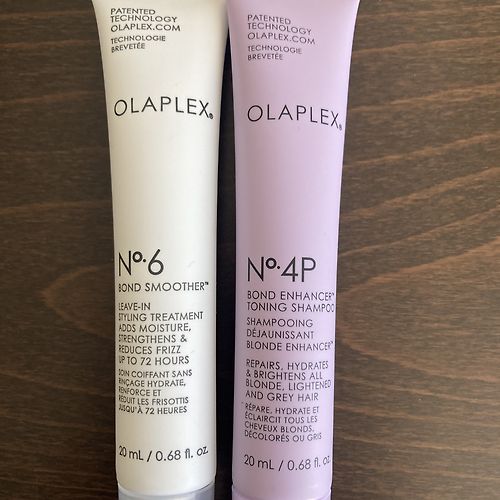 PATENTED
TECHNOLOGY
OLAPLEX.COM
TECHNOLOGIE
BREVETÉE
OLAPLEX®
Nº.6
BOND SMOOTHER™
LEAVE-IN
STYLING TREATMENT
ADDS MOISTURE,
STRENGTHENS &
REDUCES FRIZZ
UP TO 72 HOURS
SOIN COIFFANT SANS
RINÇAGE HYDRATE,
RENFORCE ET
RÉDUIT LES FRISOTTIS
JUSQU'À 72 HEURES
20 mL / 0.68 fl. oz.
PATENTED
TECHNOLOGY
OLAPLEX.COM
TECHNOLOGIE
BREVETÉE
OLAPLEX®
Nº.4P
BOND ENHANCER™
TONING SHAMPOO
SHAMPOOING
DÉJAUNISSANT
BLONDE ENHANCER™
REPAIRS, HYDRATES
& BRIGHTENS ALL
BLONDE, LIGHTENED
AND GREY HAIR
RÉPARE, HYDRATE ET
ÉCLAIRCIT TOUS LES
CHEVEUX BLONDS,
DÉCOLORÉS OU GRIS
20 mL / 0.68 fl. oz.